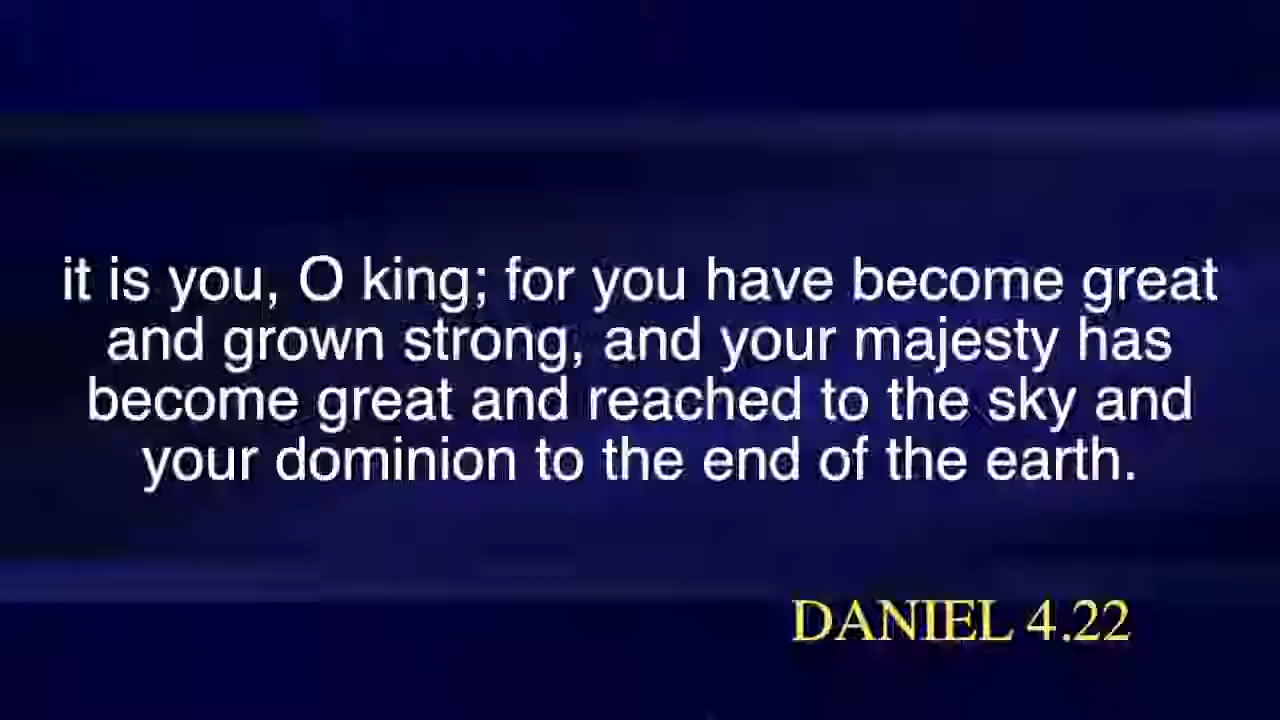 it is you, O king; for you have become great
and grown strong, and your majesty has
become great and reached to the sky and
your dominion to the end of the earth.
DANIEL 4.22